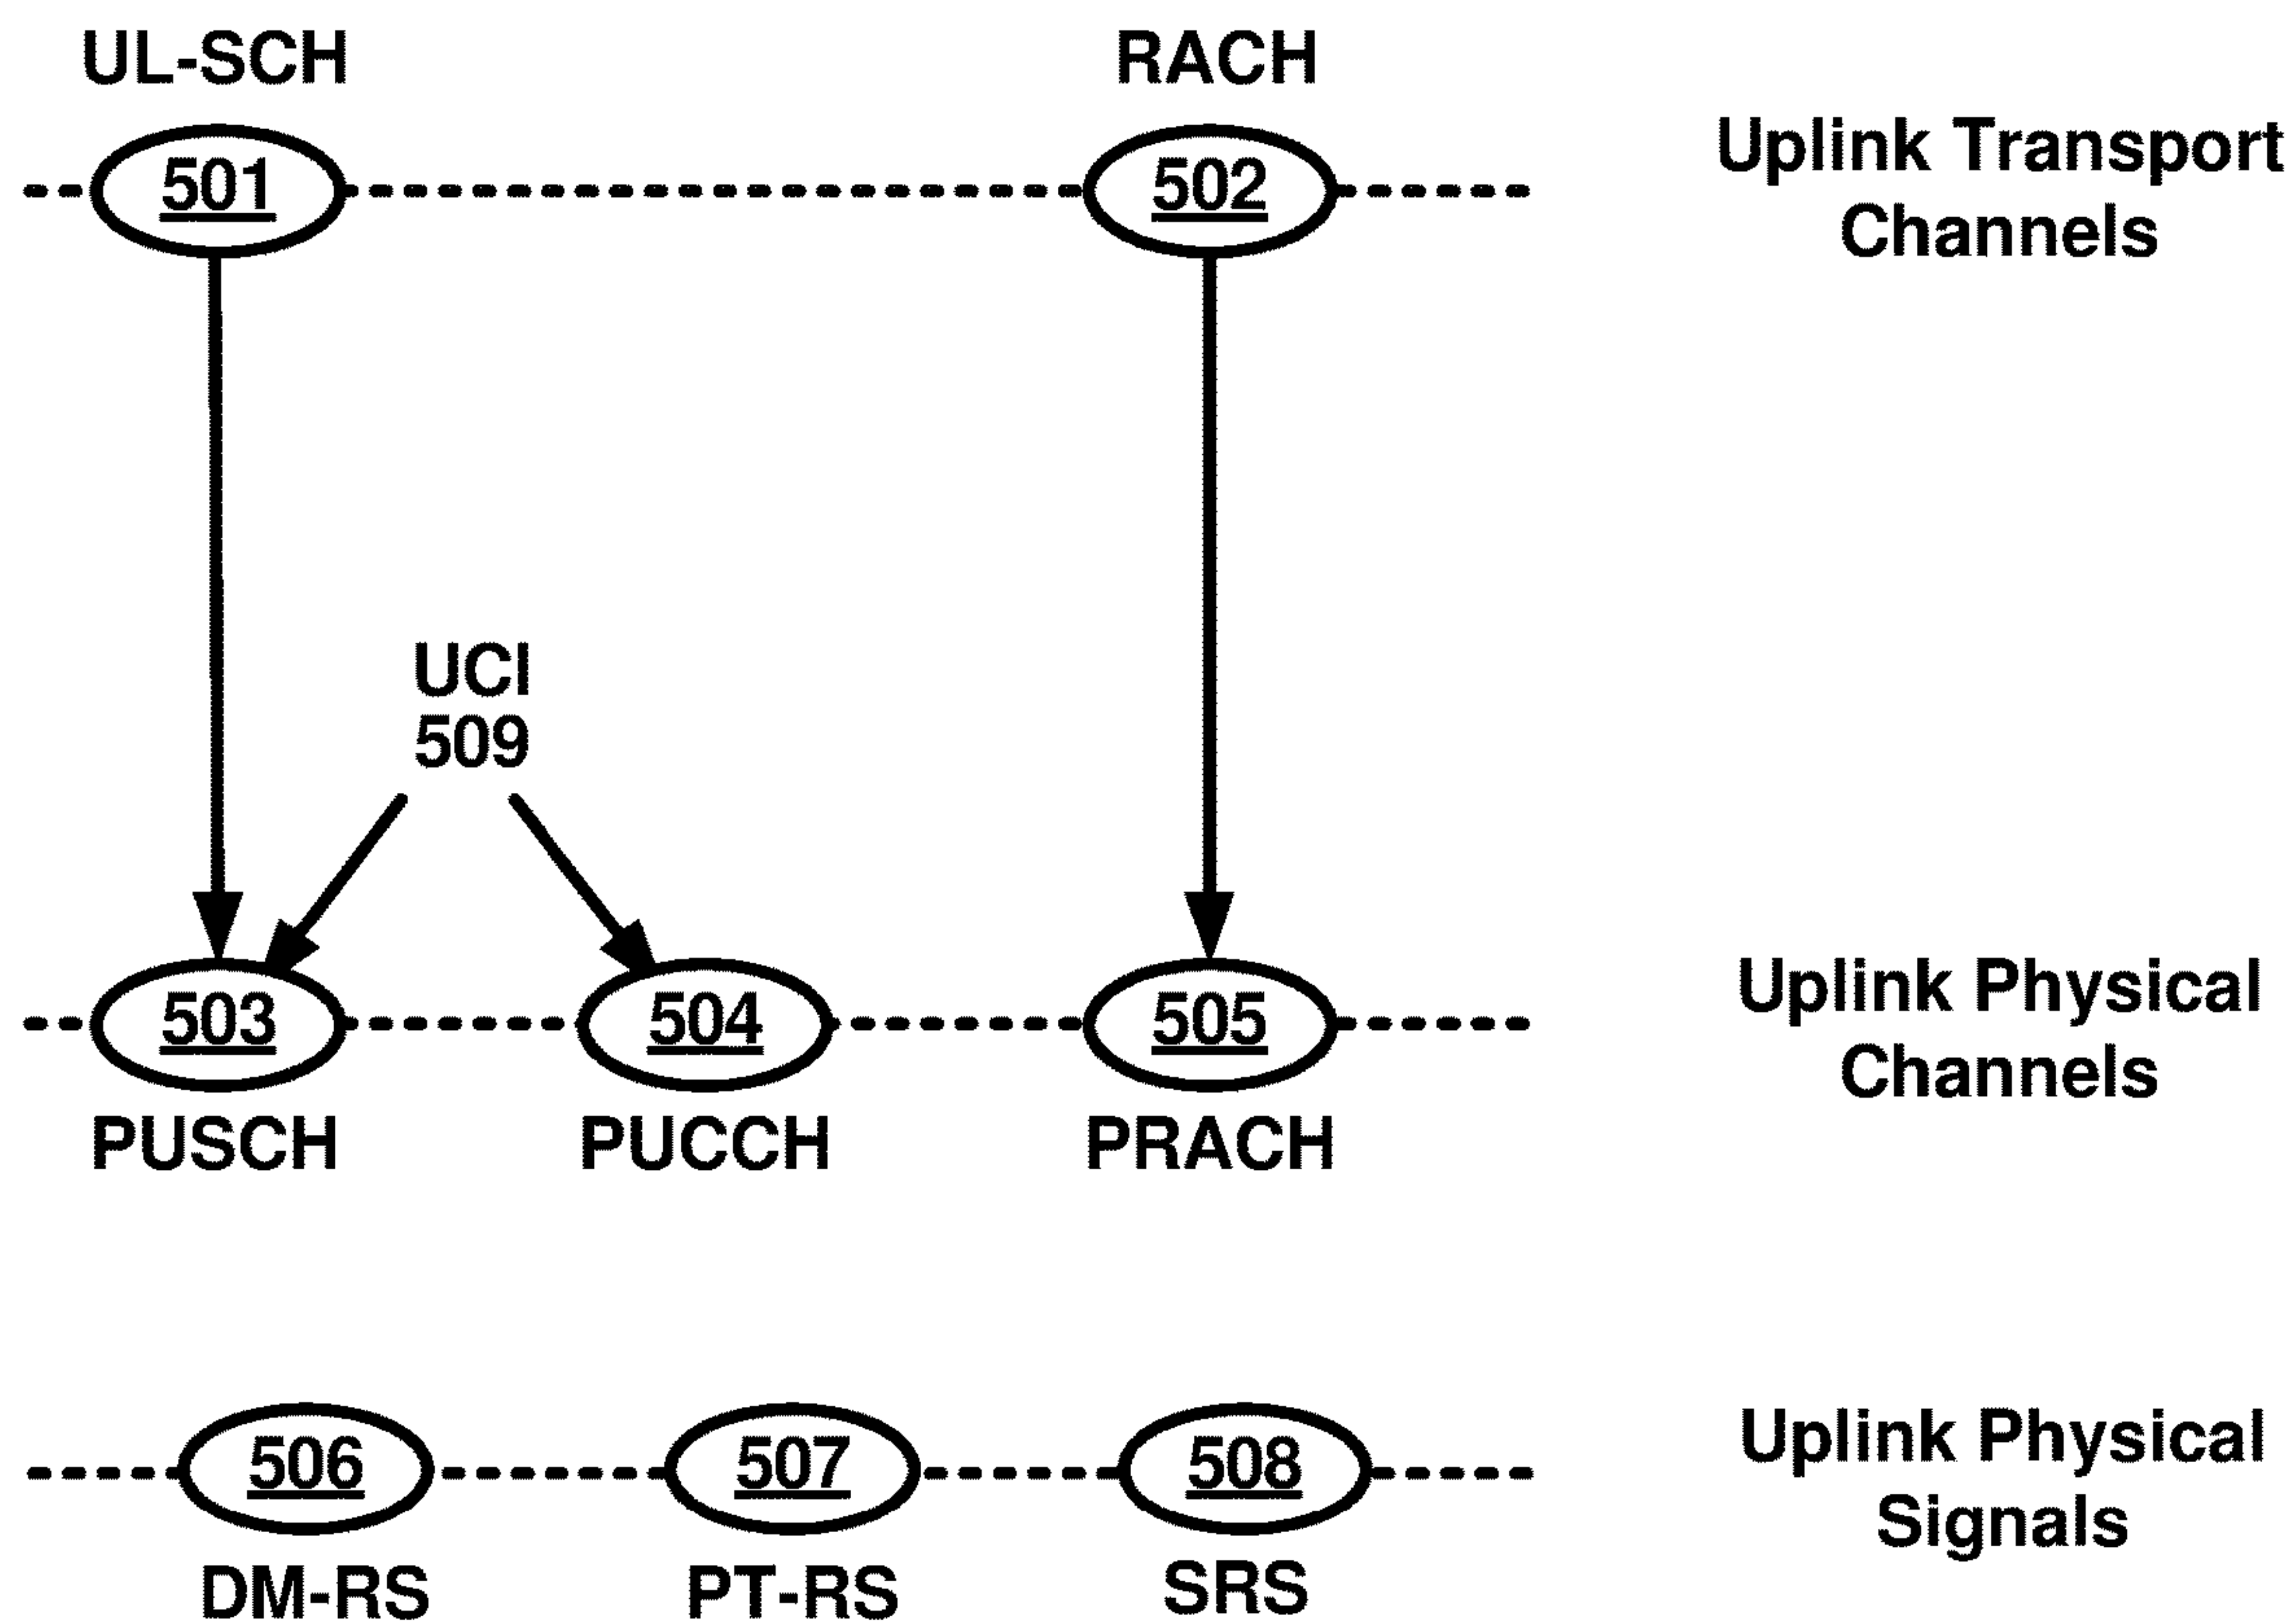 UL-SCH
RACH
501
502
Uplink Transport
Channels
UCI
509
503
504
505
Uplink Physical
Channels
PUSCH
PUCCH
PRACH
506
507
508
Uplink Physical
Signals
DM-RS
PT-RS
SRS